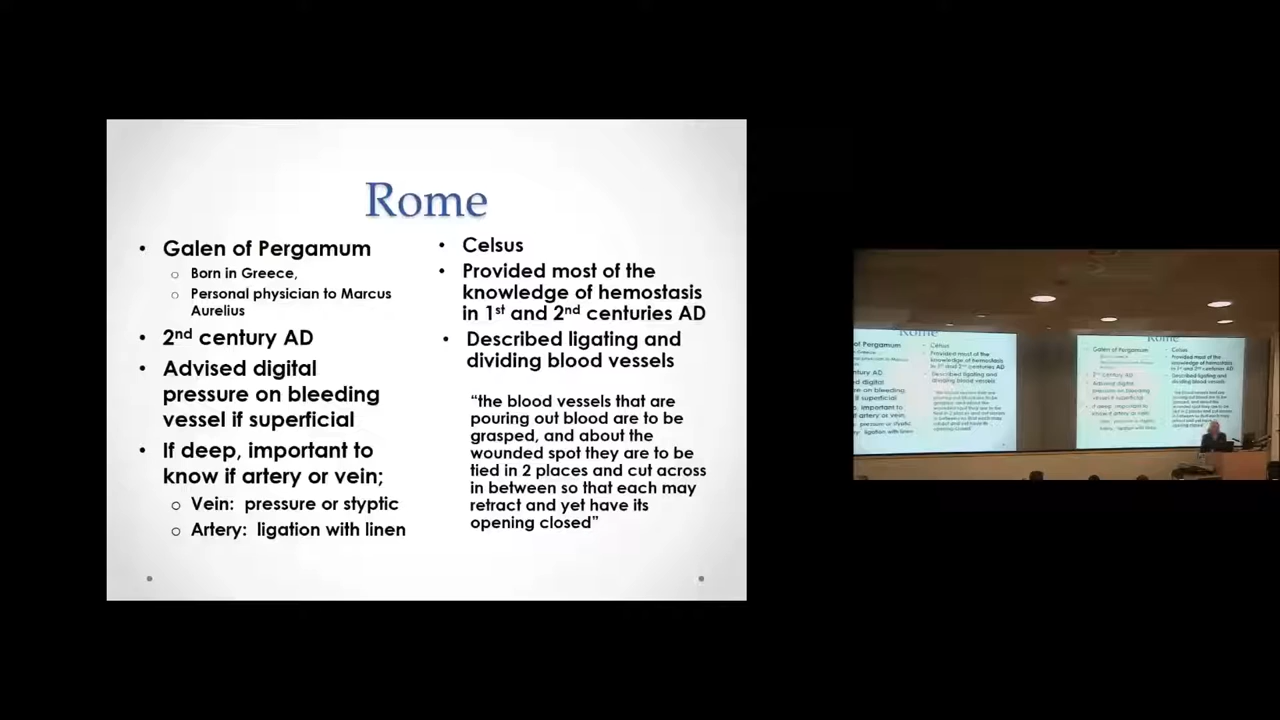 Rome
• Galen of Pergamum
o Born in Greece,
o Personal physician to Marcus
Aurelius
• 2nd century AD
• Advised digital
pressure on bleeding
vessel if superficial
• If deep, important to
know if artery or vein;
o Vein: pressure or styptic
o Artery: ligation with linen
• Celsus
• Provided most of the
knowledge of hemostasis
in 1st and 2nd centuries AD
• Described ligating and
dividing blood vessels
“the blood vessels that are
pouring out blood are to be
grasped, and about the
wounded spot they are to be
tied in 2 places and cut across
in between so that each may
retract and yet have its
opening closed”